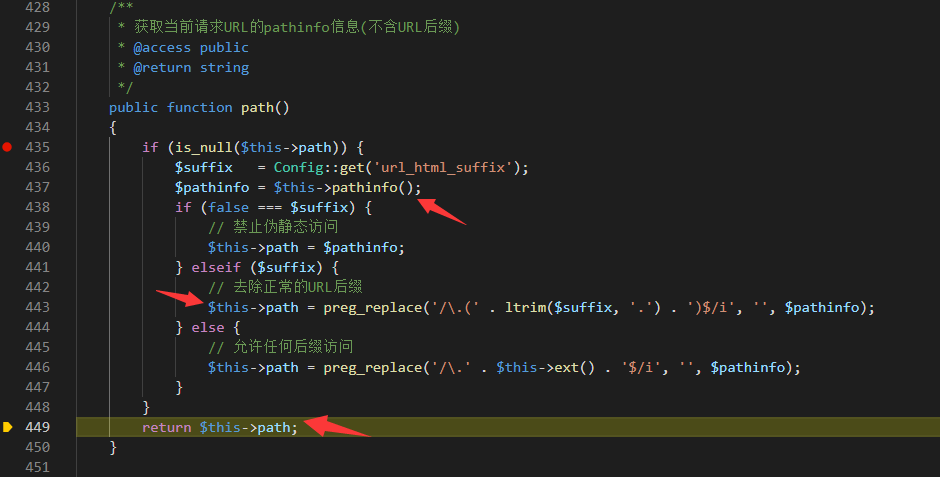 428 /**
429 * 获取当前请求URL的pathinfo信息(不含URL后缀)
430 * @access public
431 * @return string
432 */
433 public function path()
434 {
435 if (is_null($this->path)) {
436 $suffix   = Config::get('url_html_suffix');
437 $pathinfo = $this->pathinfo();
438 if (false === $suffix) {
439 // 禁止伪静态访问
440 $this->path = $pathinfo;
441 } elseif ($suffix) {
442 // 去除正常的URL后缀
443 $this->path = preg_replace('/\.(' . ltrim($suffix, '.') . ')$/i', '', $pathinfo);
444 } else {
445 // 允许任何后缀访问
446 $this->path = preg_replace('/\.' . $this->ext() . '$/i', '', $pathinfo);
447 }
448 }
449 return $this->path;
450 }
451